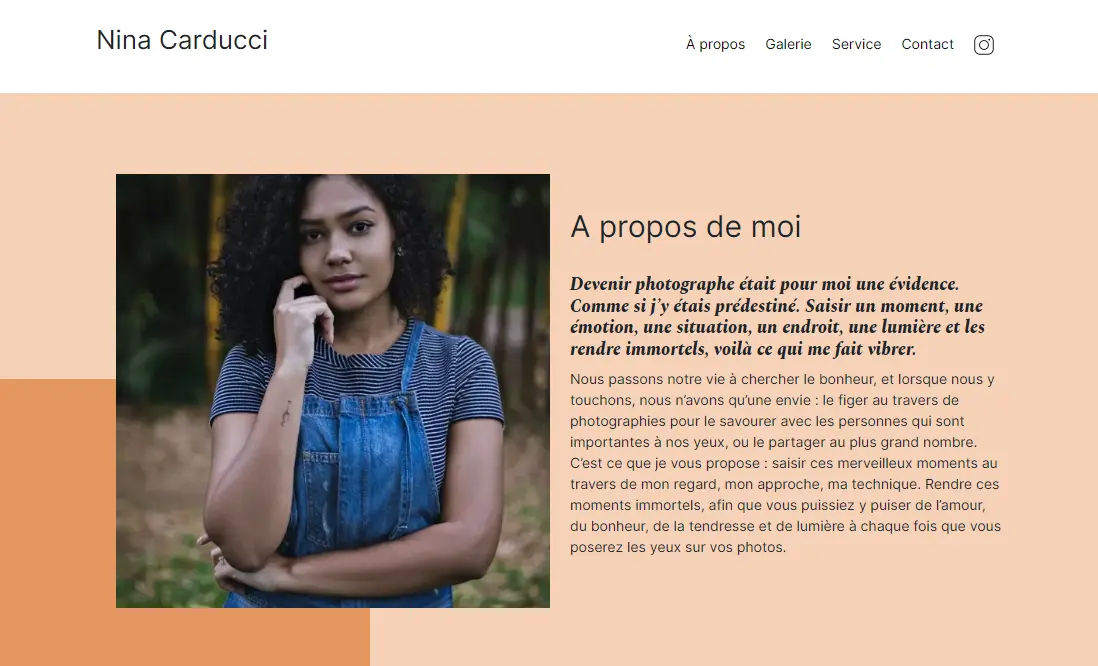 Nina Carducci
À propos Galerie Service Contact
A propos de moi
Devenir photographe était pour moi une évidence.
Comme si j’y étais prédestiné. Saisir un moment, une
émotion, une situation, un endroit, une lumière et les
rendre immortels, voilà ce qui me fait vibrer.
Nous passons notre vie à chercher le bonheur, et lorsque nous y
touchons, nous n’avons qu’une envie : le figer au travers de
photographies pour le savourer avec les personnes qui sont
importantes à nos yeux, ou le partager au plus grand nombre.
C’est ce que je vous propose : saisir ces merveilleux moments au
travers de mon regard, mon approche, ma technique. Rendre ces
moments immortels, afin que vous puissiez y puiser de l’amour,
du bonheur, de la tendresse et de lumière à chaque fois que vous
poserez les yeux sur vos photos.